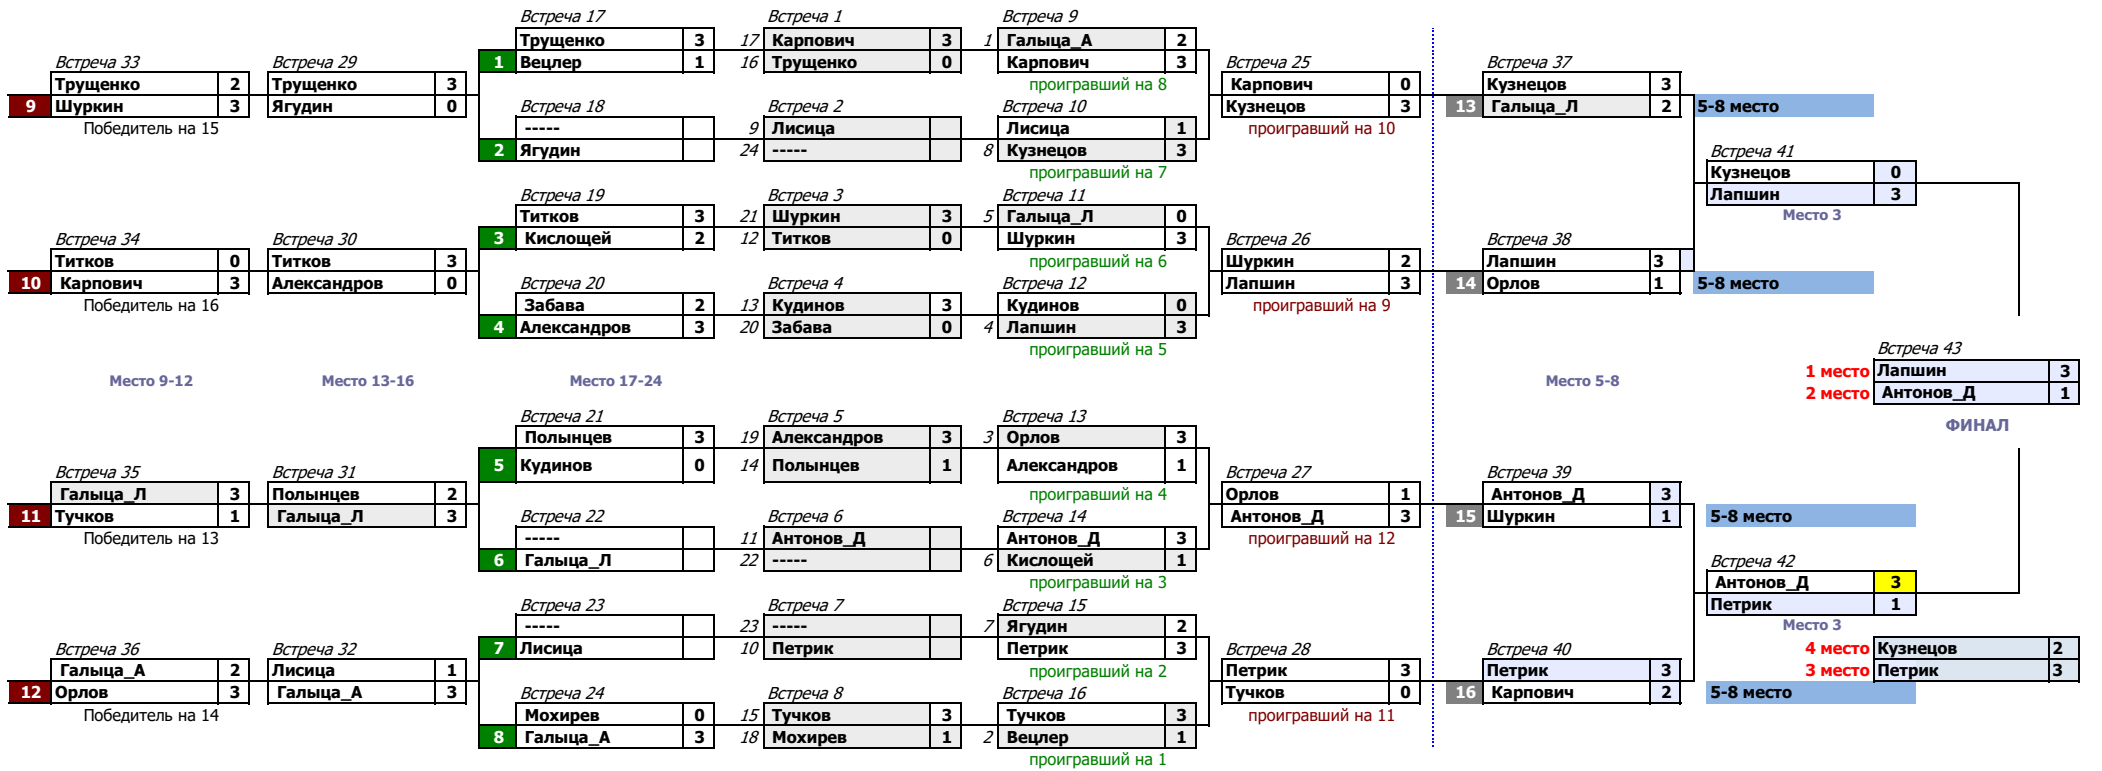 Встреча 17 Встреча 1 Встреча 9
Трущенко 3 17 Карпович 3 1 Галыца_А 2
Встреча 33 Встреча 29 1 Вецлер 1 16 Трущенко 0 Карпович 3 Встреча 25 Встреча 37
Трущенко 2 Трущенко 3 проигравший на 8 Карпович 0 Кузнецов 3
9 Шуркин 3 Ягудин 0 Встреча 18 Встреча 2 Встреча 10 Кузнецов 3 13 Галыца_Л 2 5-8 место
Победитель на 15 ----- 9 Лисица Лисица 1 проигравший на 10
2 Ягудин 24 ----- 8 Кузнецов 3 Встреча 41
проигравший на 7 Кузнецов 0
Встреча 19 Встреча 3 Встреча 11 Лапшин 3
Титков 3 21 Шуркин 3 5 Галыца_Л 0 Место 3
Встреча 34 Встреча 30 3 Кислощей 2 12 Титков 0 Шуркин 3 Встреча 26 Встреча 38
Титков 0 Титков 3 проигравший на 6 Шуркин 2 Лапшин 3
10 Карпович 3 Александров 0 Встреча 20 Встреча 4 Встреча 12 Лапшин 3 14 Орлов 1 5-8 место
Победитель на 16 Забава 2 13 Кудинов 3 Кудинов 0 проигравший на 9
4 Александров 3 20 Забава 0 4 Лапшин 3
проигравший на 5 Встреча 43
1 место Лапшин 3
Место 9-12 Место 13-16 Место 17-24 Место 5-8
2 место Антонов_Д 1
Встреча 21 Встреча 5 Встреча 13 ФИНАЛ
Полынцев 3 19 Александров 3 3 Орлов 3
Встреча 35 Встреча 31 5 Кудинов 0 14 Полынцев 1 Александров 1 Встреча 27 Встреча 39
Галыца_Л 3 Полынцев 2 проигравший на 4 Орлов 1 Антонов_Д 3
11 Тучков 1 Галыца_Л 3 Встреча 22 Встреча 6 Встреча 14 Антонов_Д 3 15 Шуркин 1 5-8 место
Победитель на 13 ----- 11 Антонов_Д Антонов_Д 3 проигравший на 12
6 Галыца_Л 22 ----- 6 Кислощей 1 Встреча 42
проигравший на 3 Антонов_Д 3
Встреча 23 Встреча 7 Встреча 15 Петрик 1
----- 23 ----- 7 Ягудин 2 Место 3
Встреча 36 Встреча 32 7 Лисица 10 Петрик Петрик 3 Встреча 28 Встреча 40 4 место Кузнецов 2
Галыца_А 2 Лисица 1 проигравший на 2 Петрик 3 Петрик 3 3 место Петрик 3
12 Орлов 3 Галыца_А 3 Встреча 24 Встреча 8 Встреча 16 Тучков 0 16 Карпович 2 5-8 место
Победитель на 14 Мохирев 0 15 Тучков 3 Тучков 3 проигравший на 11
8 Галыца_А 3 18 Мохирев 1 2 Вецлер 1
проигравший на 1